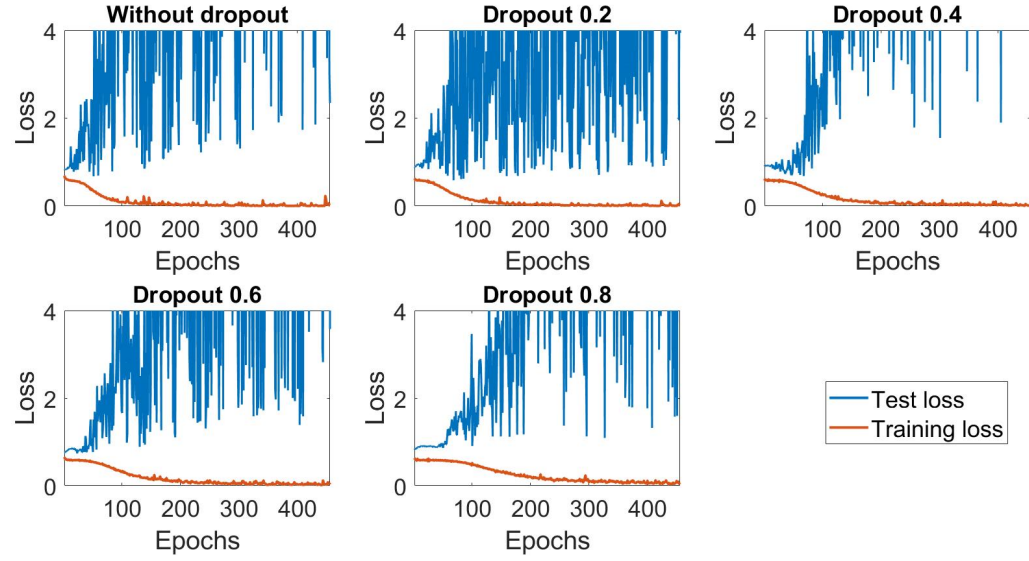 Without dropout
4
2
0
Loss
100 200 300 400
Epochs
Dropout 0.2
4
2
0
Loss
100 200 300 400
Epochs
Dropout 0.4
4
2
0
Loss
100 200 300 400
Epochs
Dropout 0.6
4
2
0
Loss
100 200 300 400
Epochs
Dropout 0.8
4
2
0
Loss
100 200 300 400
Epochs
Test loss
Training loss